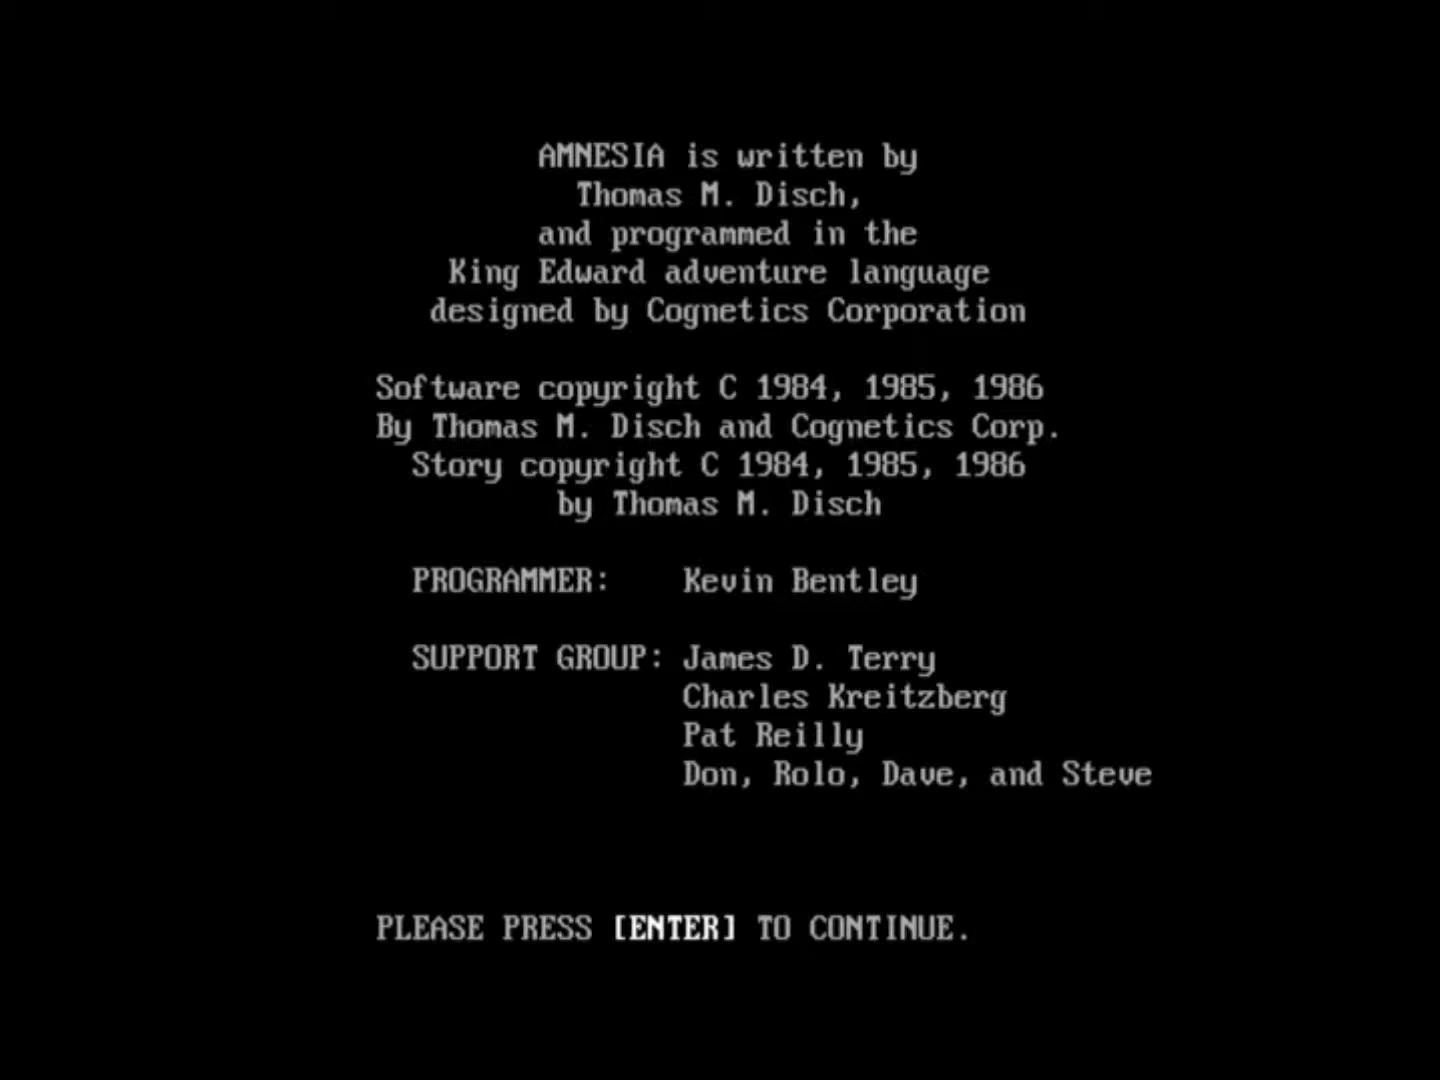 AMNESIA is written by
Thomas M. Disch,
and programmed in the
King Edward adventure language
designed by Cognetics Corporation
Software copyright C 1984, 1985, 1986
By Thomas M. Disch and Cognetics Corp.
Story copyright C 1984, 1985, 1986
by Thomas M. Disch
PROGRAMMER: Kevin Bentley
SUPPORT GROUP: James D. Terry
Charles Kreitzberg
Pat Reilly
Don, Rolo, Dave, and Steve
PLEASE PRESS [ENTER] TO CONTINUE.